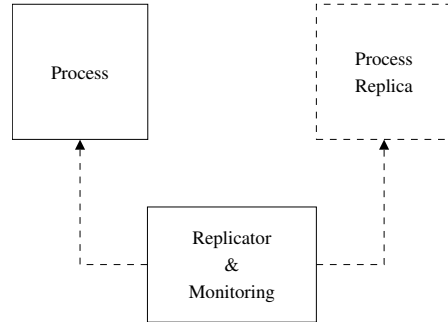 Process
Process
Replica
Replicator
&
Monitoring